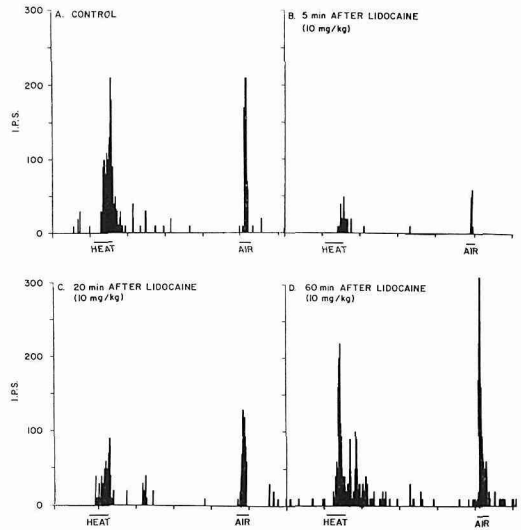 A. CONTROL
B. 5 min AFTER LIDOCAINE
(10 mg/kg)
300
200
100
0
I.P.S.
HEAT
AIR
HEAT
AIR
C. 20 min AFTER LIDOCAINE
(10 mg/kg)
D. 60 min AFTER LIDOCAINE
(10 mg/kg)
300
200
100
0
I.P.S.
HEAT
AIR
HEAT
AIR